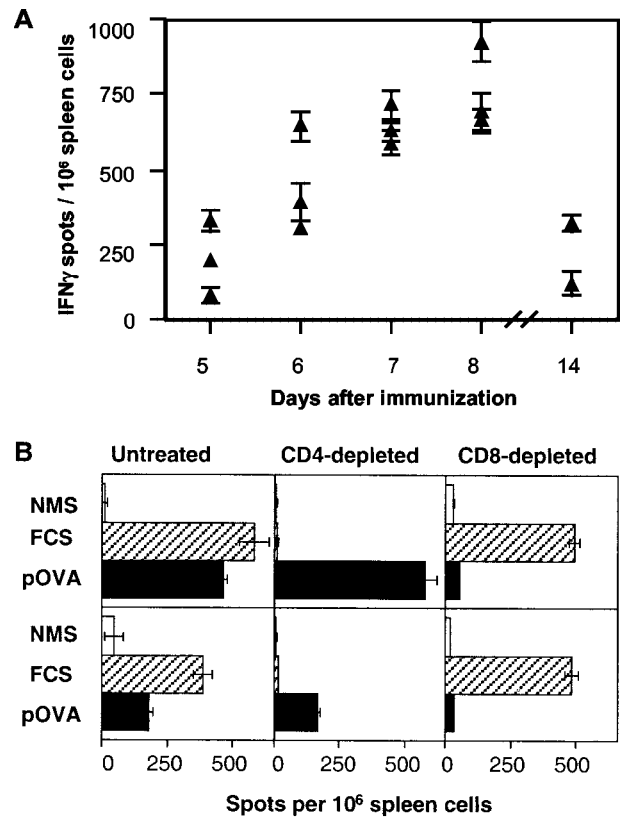 A
IFNγ spots / 10⁶ spleen cells
1000
750
500
250
0
5 6 7 8 14
Days after immunization
B
Untreated CD4-depleted CD8-depleted
NMS
FCS
pOVA
NMS
FCS
pOVA
0 250 500 0 250 500 0 250 500
Spots per 10⁶ spleen cells